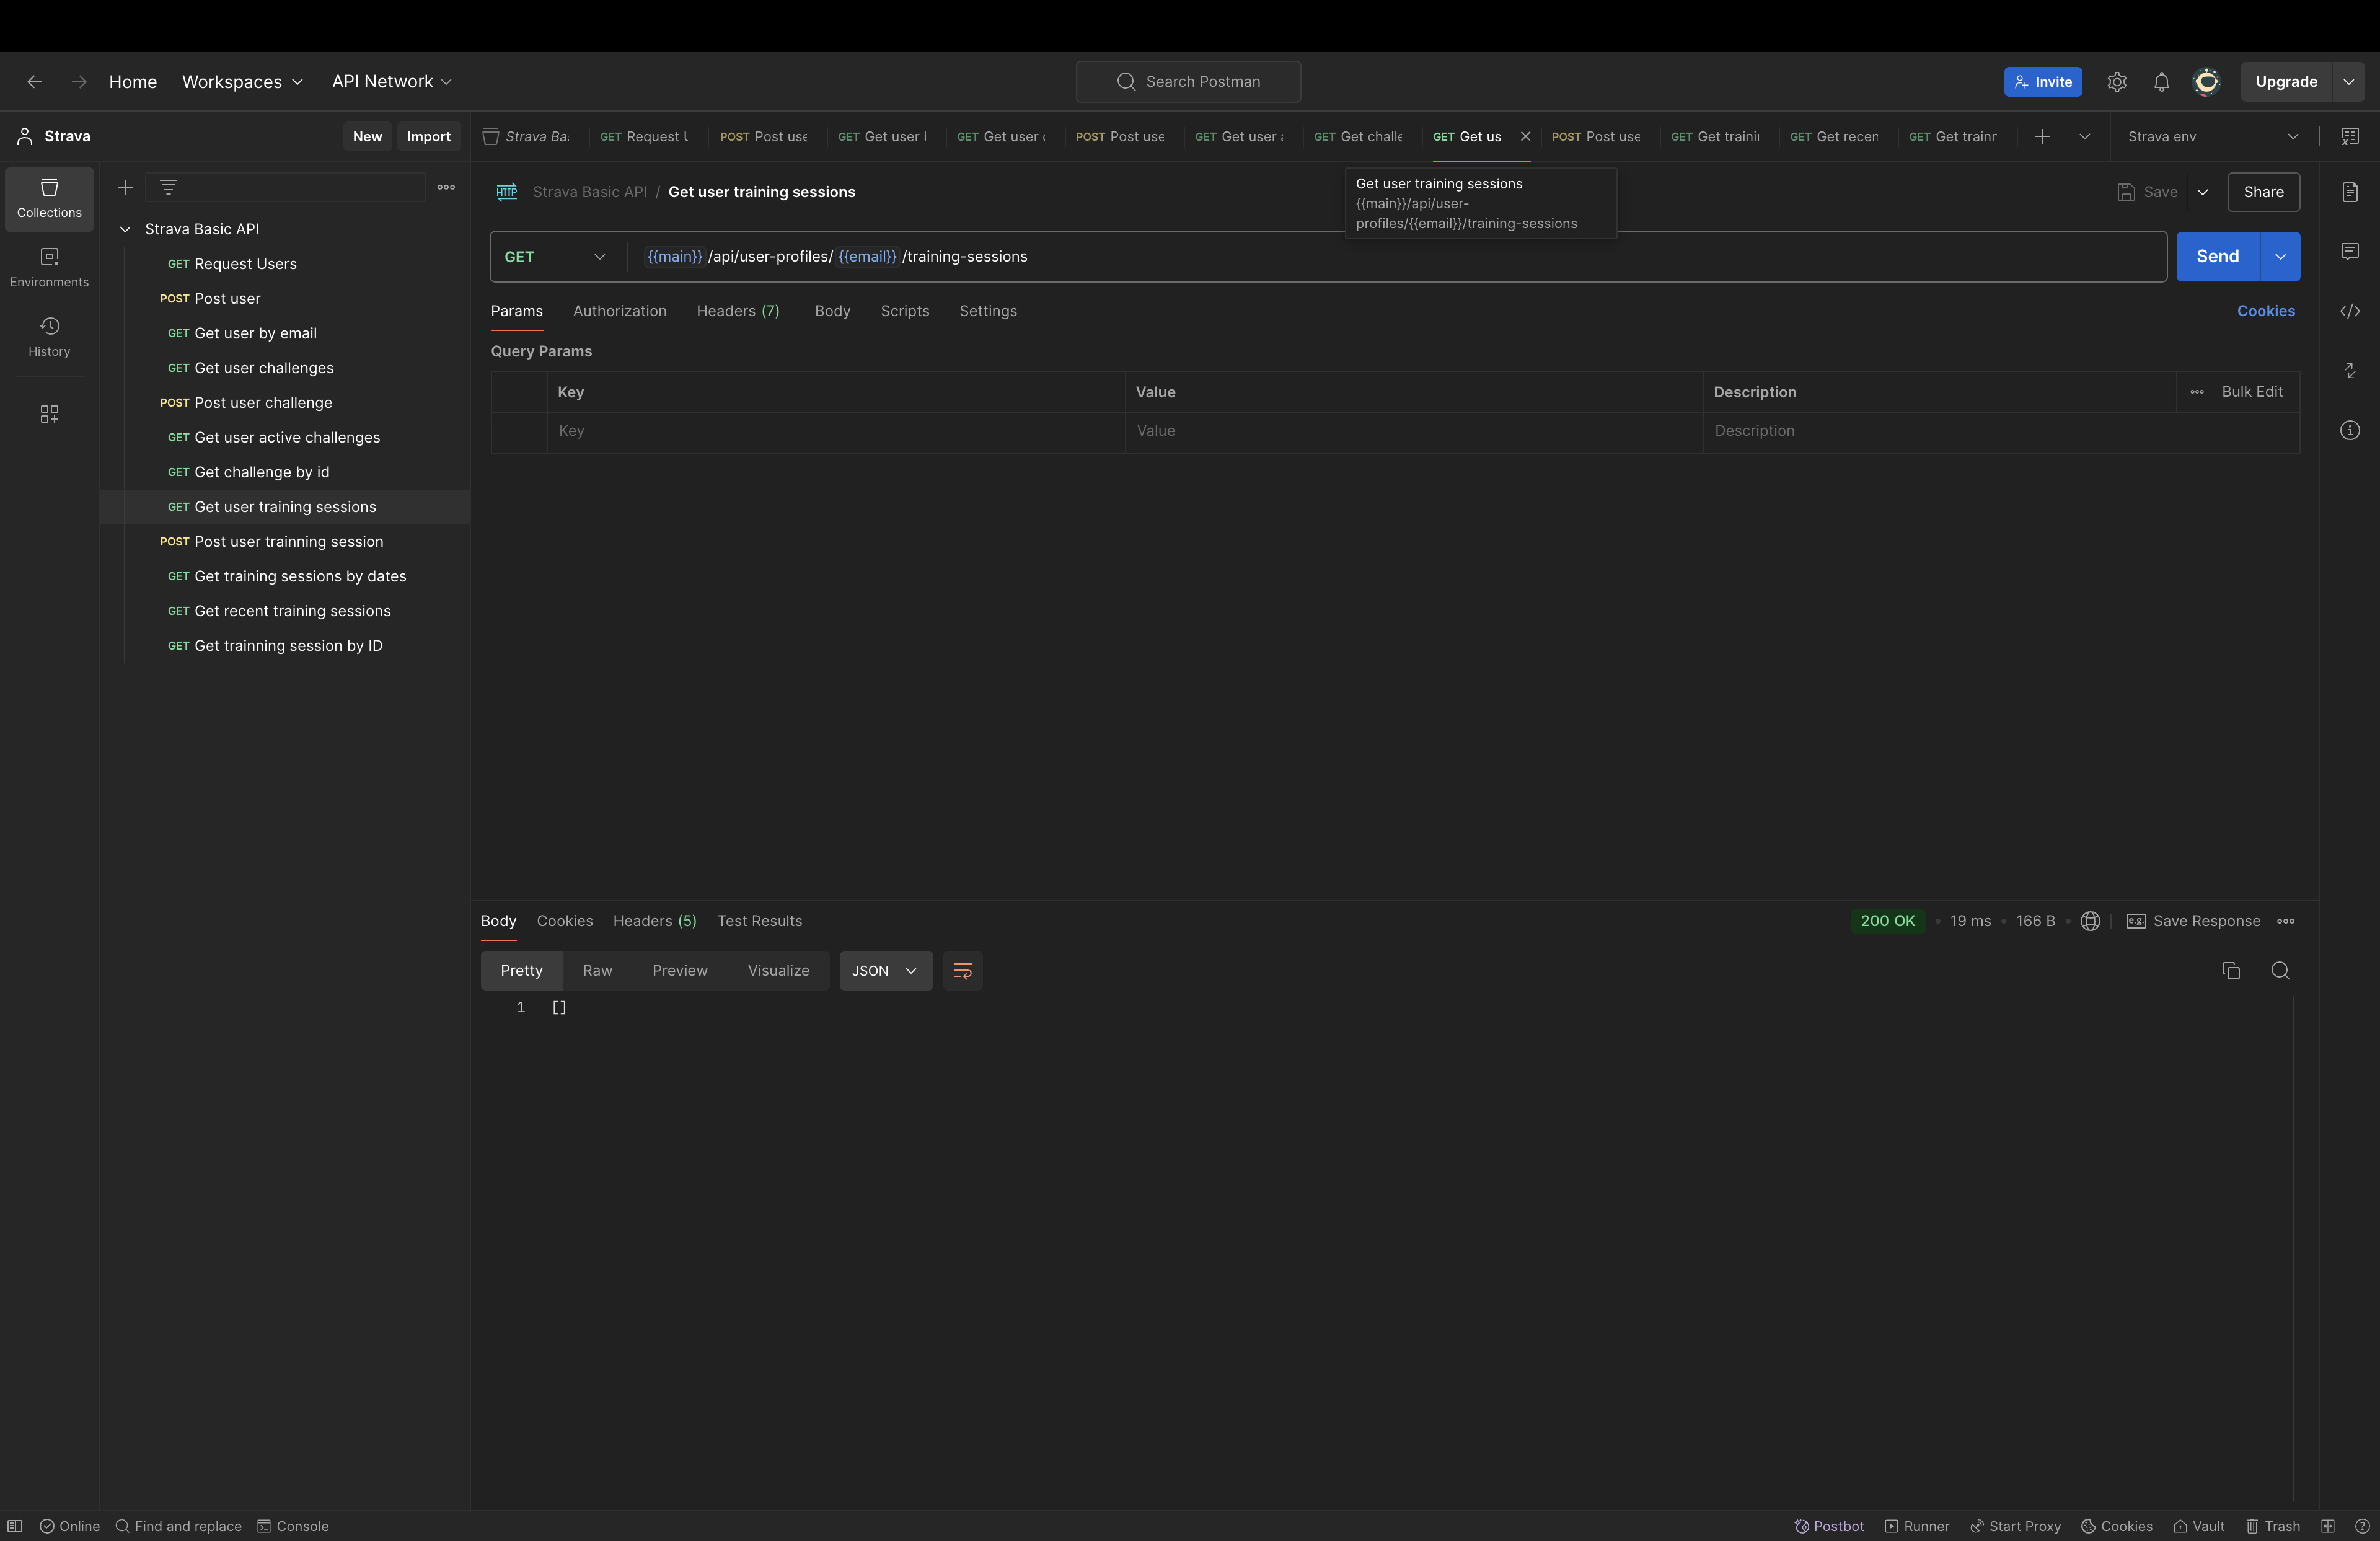 Home Workspaces API Network Search Postman Invite Upgrade
Strava New Import Strava Ba. GET Request U POST Post use GET Get user GET Get user POST Post use GET Get user GET Get challe GET Get us POST Post use GET Get traini GET Get recen GET Get trainn Strava env
Collections
Environments
History
Strava Basic API
GET Request Users
POST Post user
GET Get user by email
GET Get user challenges
POST Post user challenge
GET Get user active challenges
GET Get challenge by id
GET Get user training sessions
POST Post user trainning session
GET Get training sessions by dates
GET Get recent training sessions
GET Get trainning session by ID
HTTP Strava Basic API / Get user training sessions
Get user training sessions
{{main}}/api/user-
profiles/{{email}}/training-sessions
Save Share
GET {{main}} /api/user-profiles/ {{email}} /training-sessions Send
Params Authorization Headers (7) Body Scripts Settings Cookies
Query Params
Key Value Description Bulk Edit
Key Value Description
Body Cookies Headers (5) Test Results 200 OK • 19 ms • 166 B • e.g. Save Response
Pretty Raw Preview Visualize JSON
1 []
Online Find and replace Console Postbot Runner Start Proxy Cookies Vault Trash